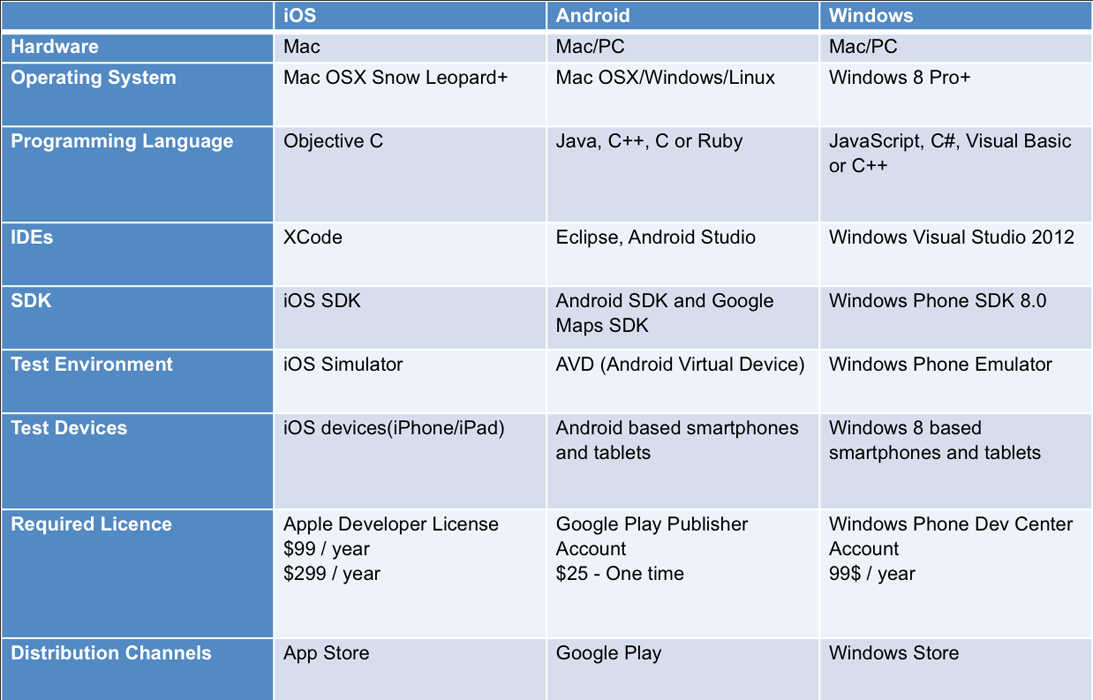 iOS Android Windows
Hardware Mac Mac/PC Mac/PC
Operating System Mac OSX Snow Leopard+ Mac OSX/Windows/Linux Windows 8 Pro+
Programming Language Objective C Java, C++, C or Ruby JavaScript, C#, Visual Basic
or C++
IDEs XCode Eclipse, Android Studio Windows Visual Studio 2012
SDK iOS SDK Android SDK and Google Windows Phone SDK 8.0
Maps SDK
Test Environment iOS Simulator AVD (Android Virtual Device) Windows Phone Emulator
Test Devices iOS devices(iPhone/iPad) Android based smartphones Windows 8 based
and tablets smartphones and tablets
Required Licence Apple Developer License Google Play Publisher Windows Phone Dev Center
$99 / year Account Account
$299 / year $25 - One time 99$ / year
Distribution Channels App Store Google Play Windows Store